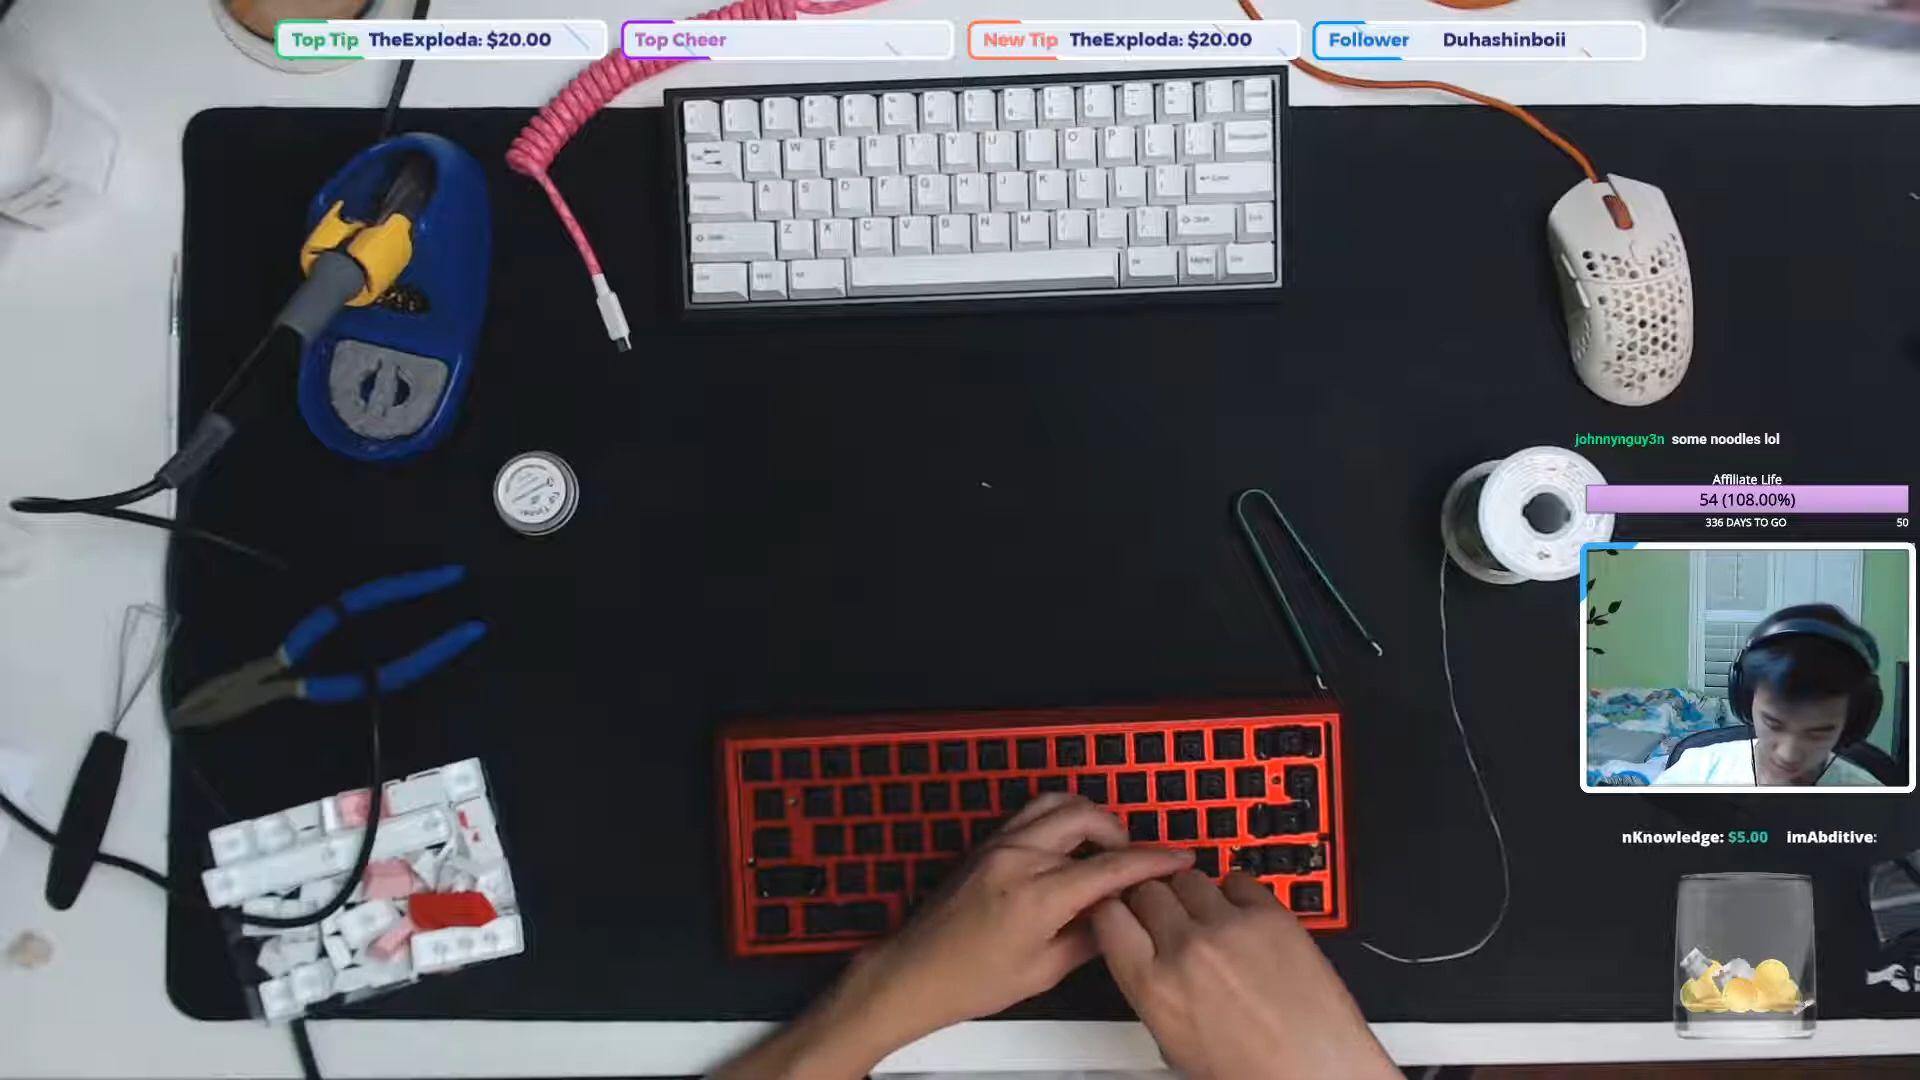 Top Tip TheExploda: $20.00
Top Cheer
New Tip TheExploda: $20.00
Follower Duhashinboii
Q W E R T Y U I O P
A S D F G H J K L
Z X C V B N M
johnnynguy3n some noodles lol
Affiliate Life
54 (108.00%)
336 DAYS TO GO 50
nKnowledge: $5.00 imAbditive: